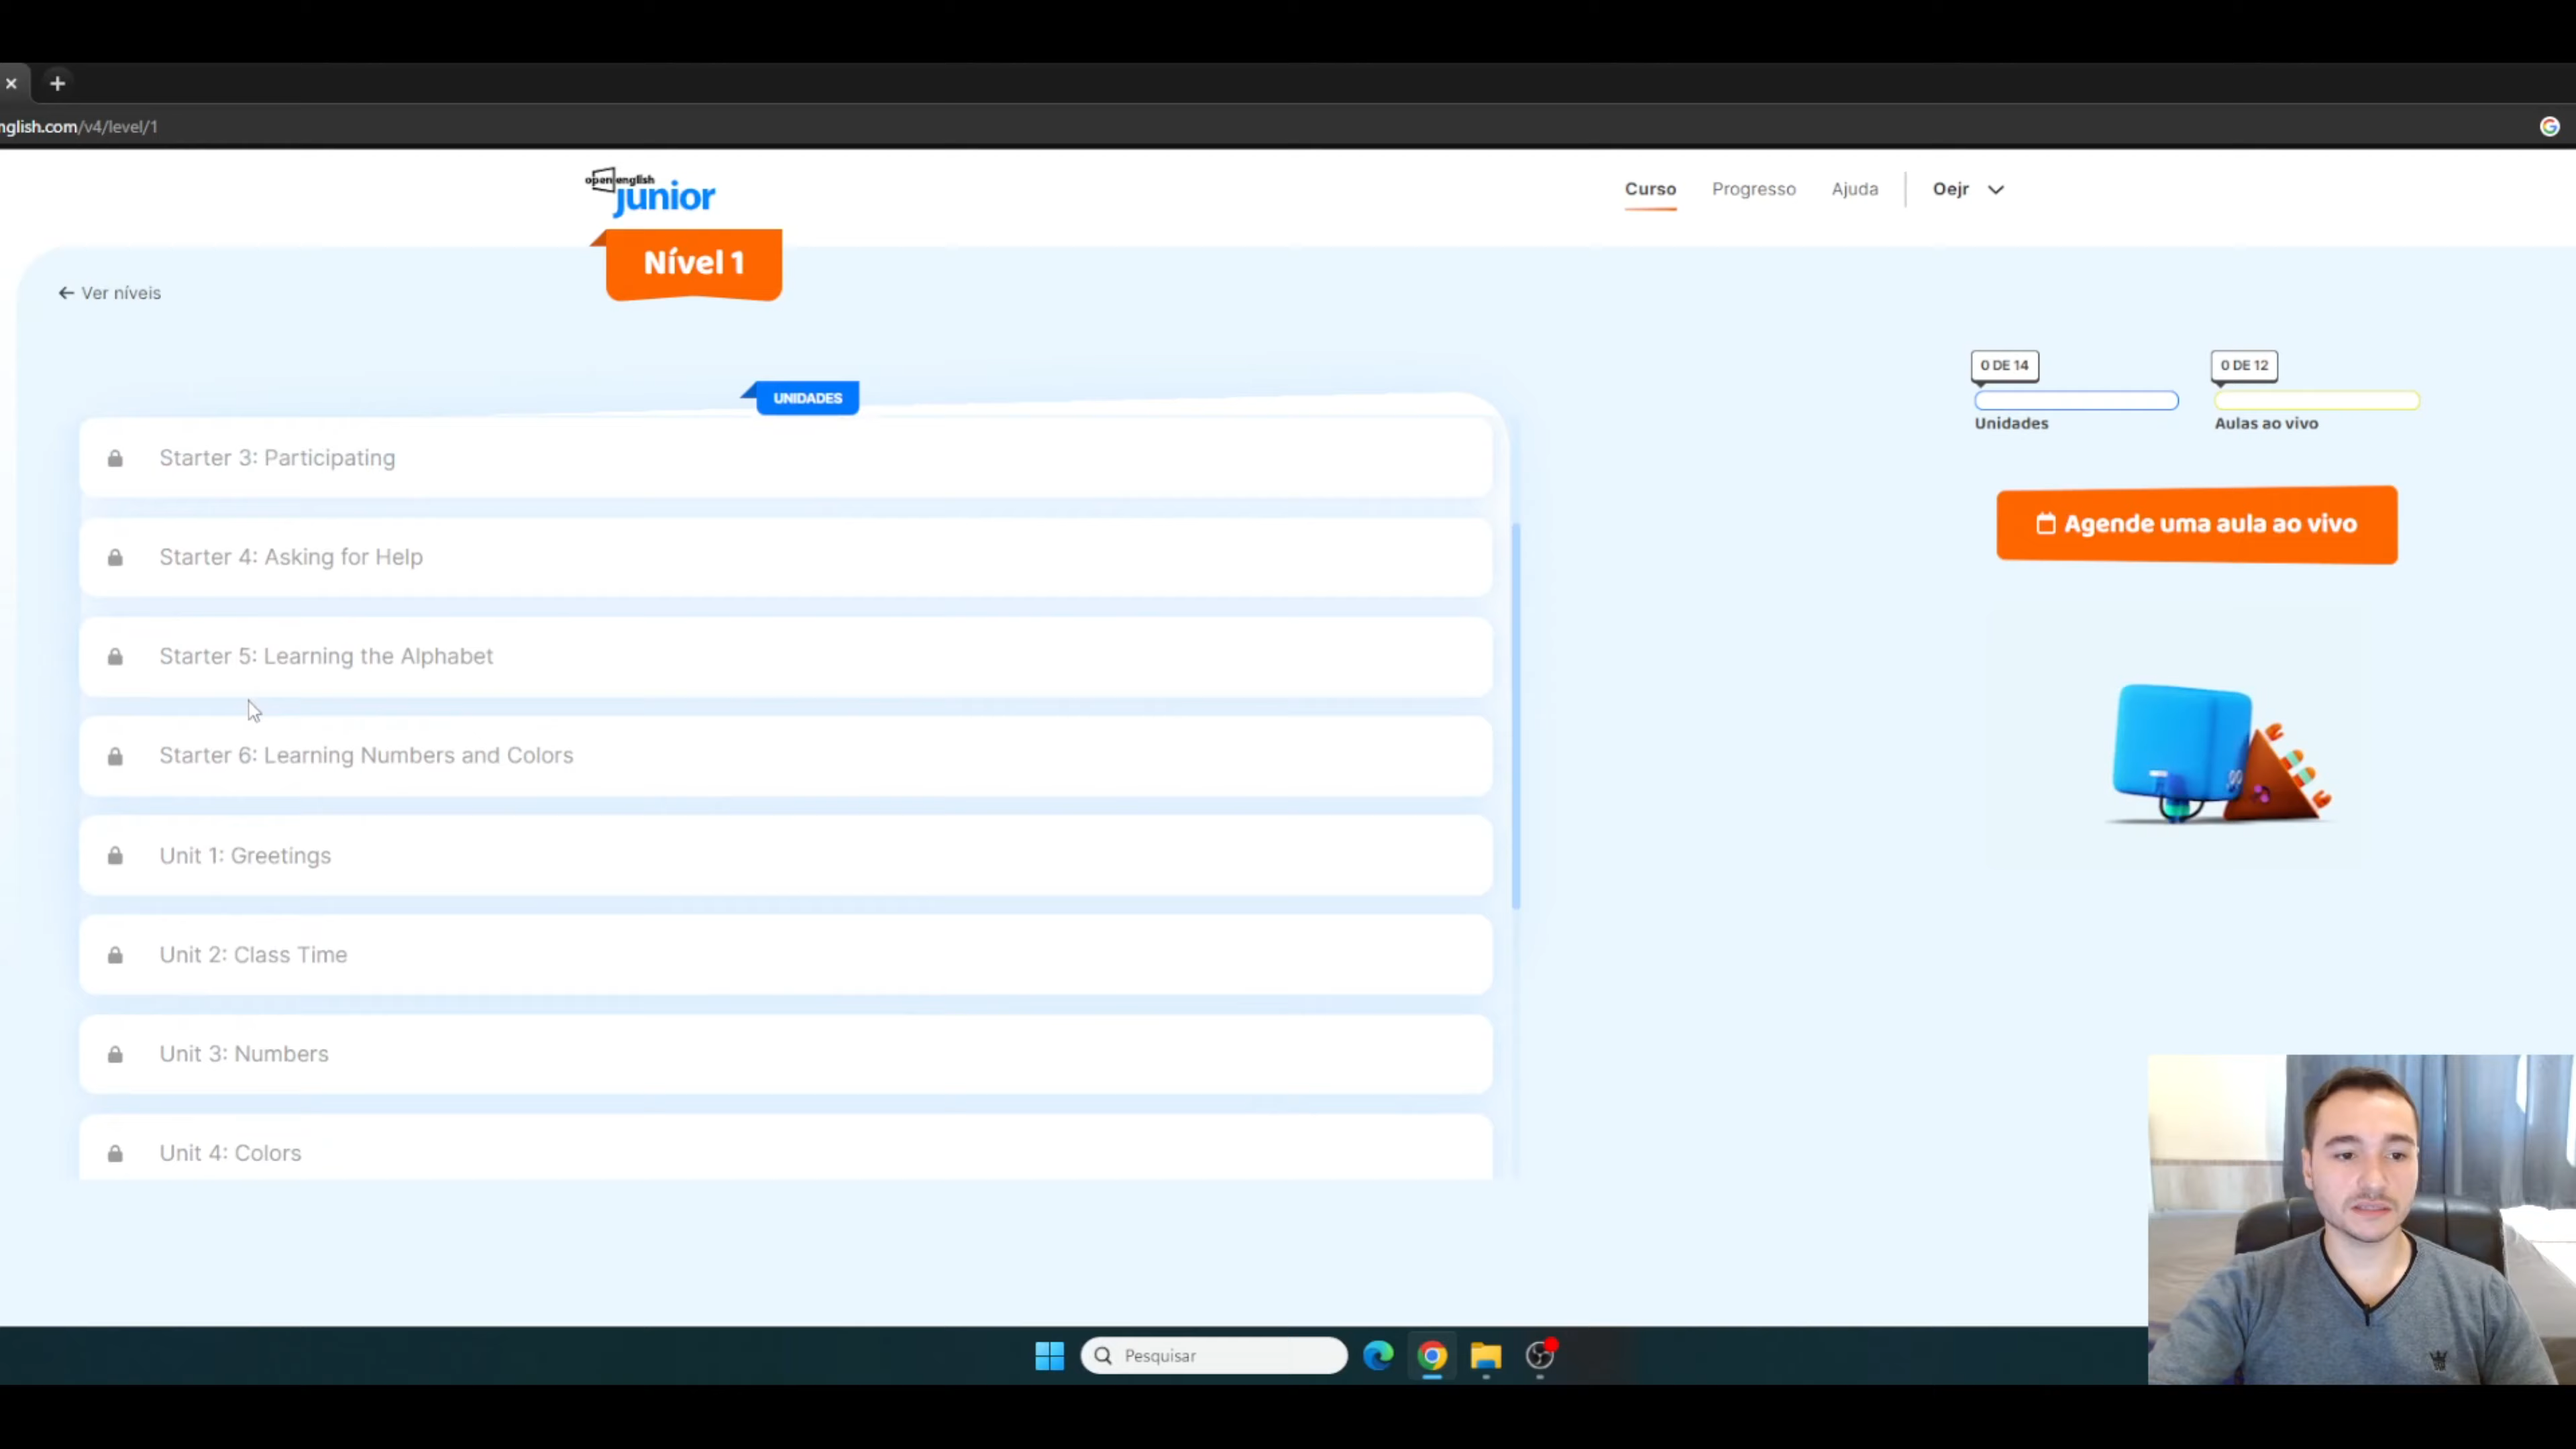 nglish.com/v4/level/1
open english
junior
Curso
Progresso
Ajuda
Oejr
Nível 1
Ver níveis
UNIDADES
0 DE 14
0 DE 12
Unidades
Aulas ao vivo
Starter 3: Participating
Starter 4: Asking for Help
Starter 5: Learning the Alphabet
Starter 6: Learning Numbers and Colors
Unit 1: Greetings
Unit 2: Class Time
Unit 3: Numbers
Unit 4: Colors
Agende uma aula ao vivo
Pesquisar